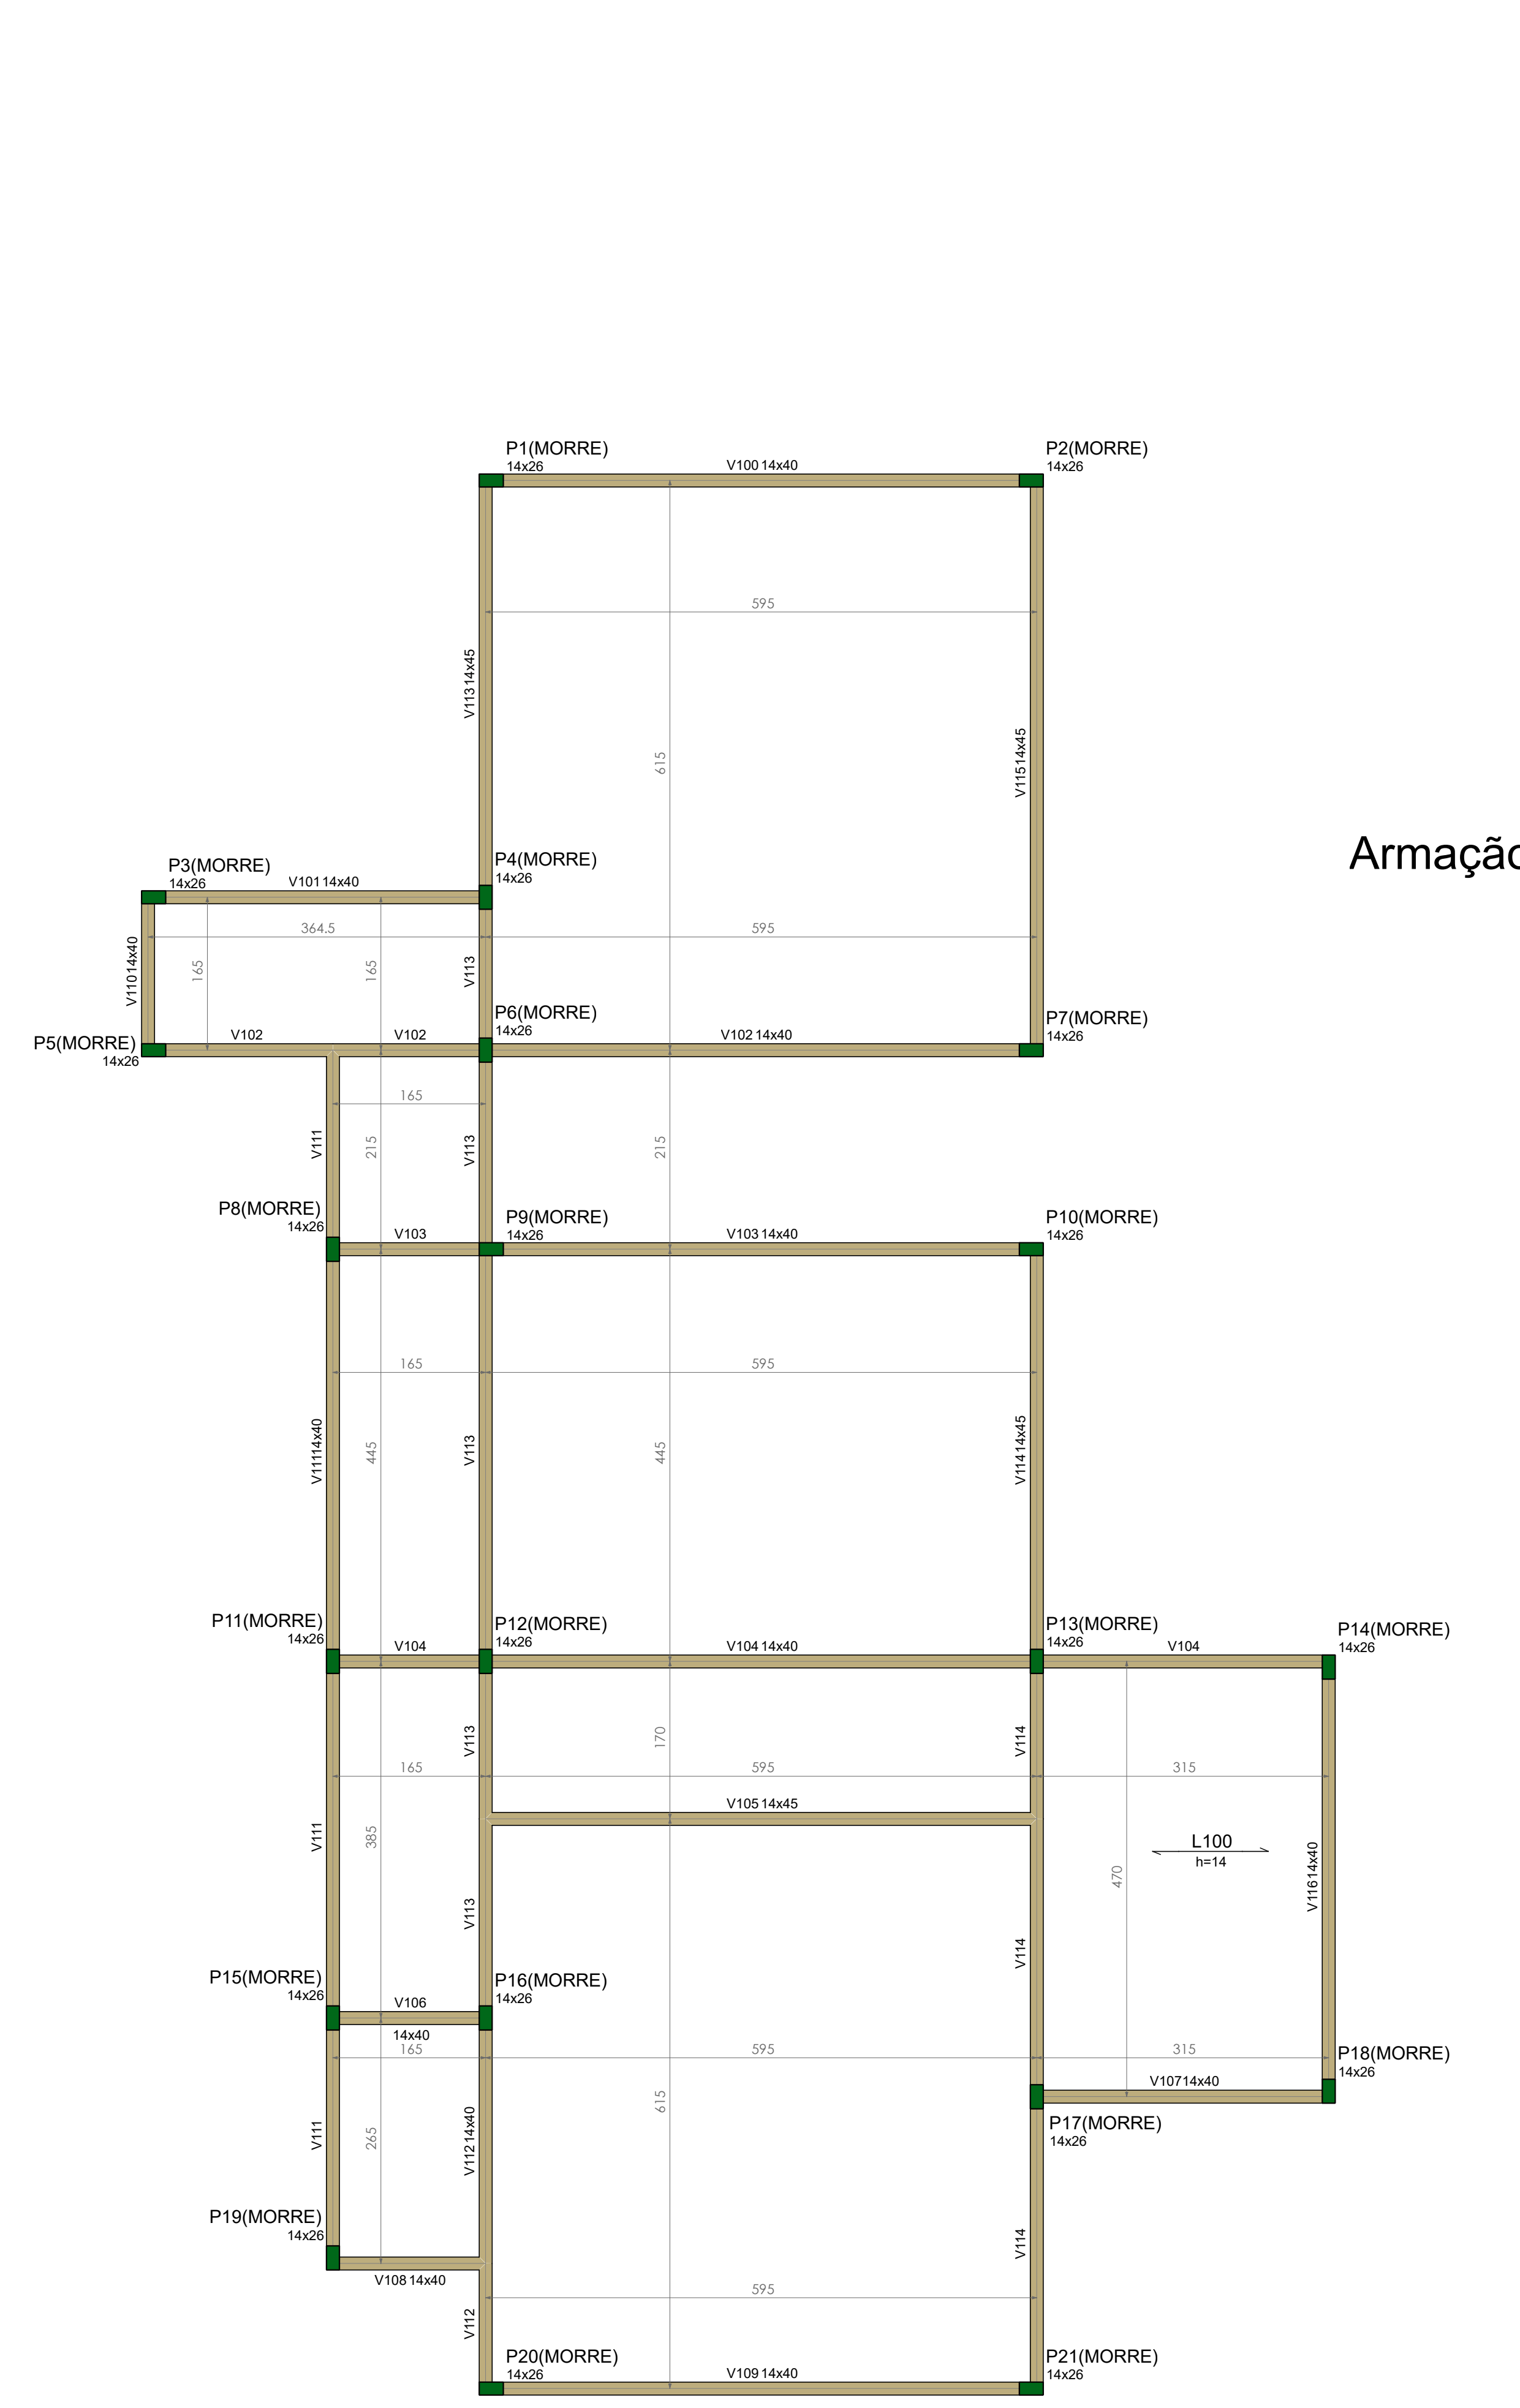 P1(MORRE)
14x26
V100 14x40
P2(MORRE)
14x26
595
V113 14x45
615
V115 14x45
Armação
P3(MORRE)
14x26
V101 14x40
P4(MORRE)
14x26
364.5
595
V110 14x40
165
165
V113
P5(MORRE)
14x26
V102
V102
P6(MORRE)
14x26
V102 14x40
P7(MORRE)
14x26
165
V111
215
V113
215
P8(MORRE)
14x26
V103
P9(MORRE)
14x26
V103 14x40
P10(MORRE)
14x26
165
595
V111 14x40
445
V113
445
V114 14x45
P11(MORRE)
14x26
V104
P12(MORRE)
14x26
V104 14x40
P13(MORRE)
14x26
V104
P14(MORRE)
14x26
V113
170
V114
165
595
315
V105 14x45
V111
385
L100
h=14
470
V116 14x40
V113
V114
P15(MORRE)
14x26
V106
14x40
P16(MORRE)
14x26
165
595
315
P18(MORRE)
14x26
V107 14x40
615
P17(MORRE)
14x26
V111
265
V112 14x40
P19(MORRE)
14x26
V108 14x40
V114
595
V112
P20(MORRE)
14x26
V109 14x40
P21(MORRE)
14x26